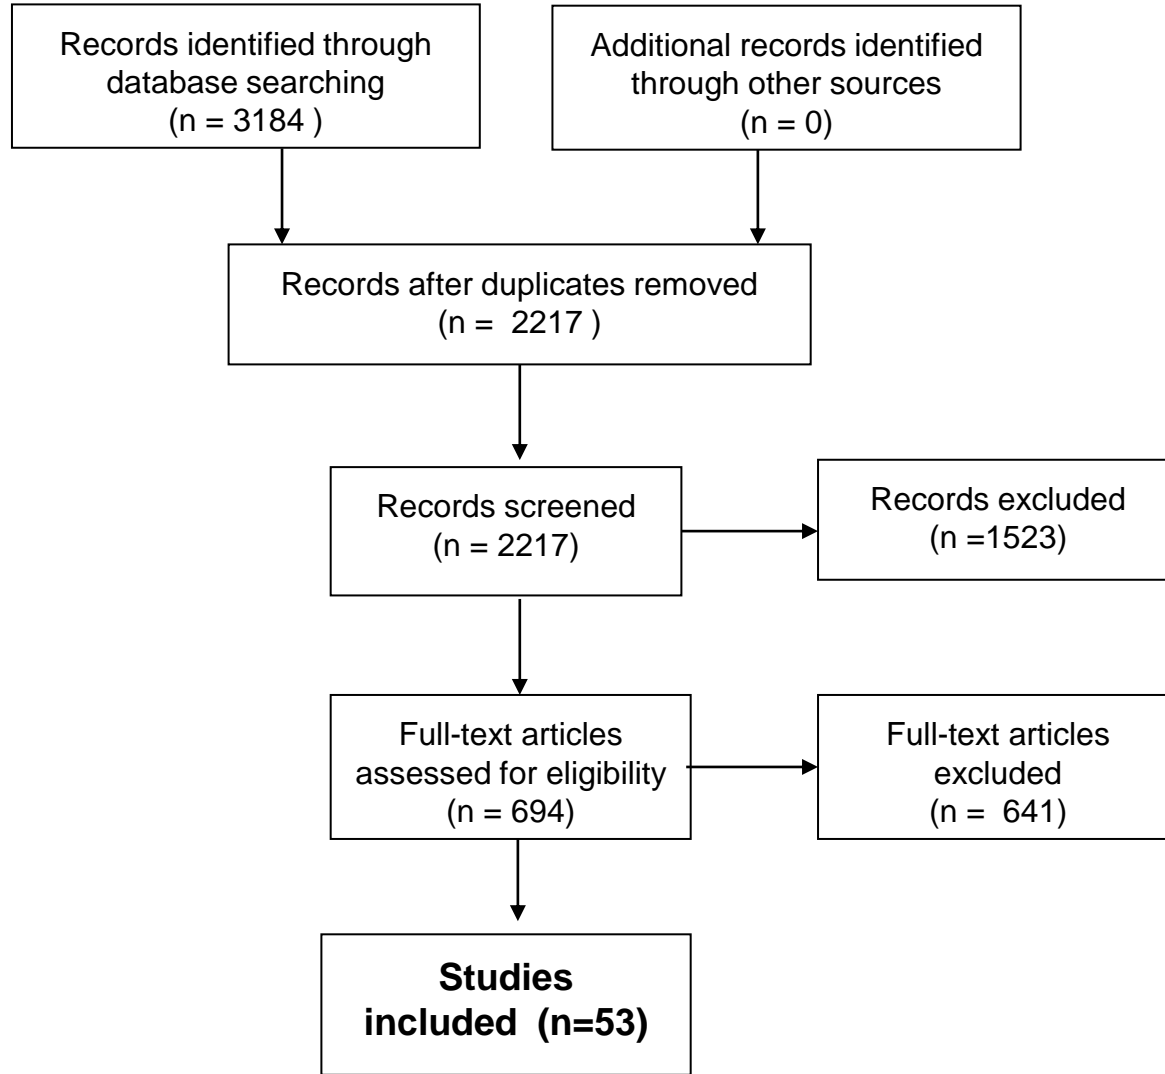 Records identified through
database searching
(n = 3184 )
Additional records identified
through other sources
(n = 0)
Records after duplicates removed
(n =  2217 )
Records screened
(n = 2217)
Records excluded
(n =1523)
Full-text articles
assessed for eligibility
(n = 694)
Full-text articles
excluded
(n =  641)
Studies
included  (n=53)